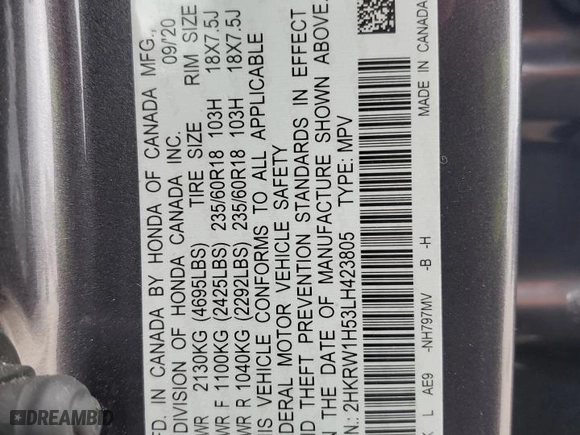 FD. IN CANADA BY HONDA OF CANADA MFG.,
DIVISION OF HONDA CANADA INC. 09/20
TIRE SIZE RIM SIZE
WR 2130KG (4695LBS)
WR F 1100KG (2425LBS) 235/60R18 103H 18X7.5J
WR R 1040KG (2292LBS) 235/60R18 103H 18X7.5J
IS VEHICLE CONFORMS TO ALL APPLICABLE
DERAL MOTOR VEHICLE SAFETY
ND THEFT PREVENTION STANDARDS IN EFFECT
N THE DATE OF MANUFACTURE SHOWN ABOVE.
N: 2HKRW1H53LH423805 TYPE: MPV
L AE9 -NH797MV -B -H MADE IN CANADA
DREAMBID